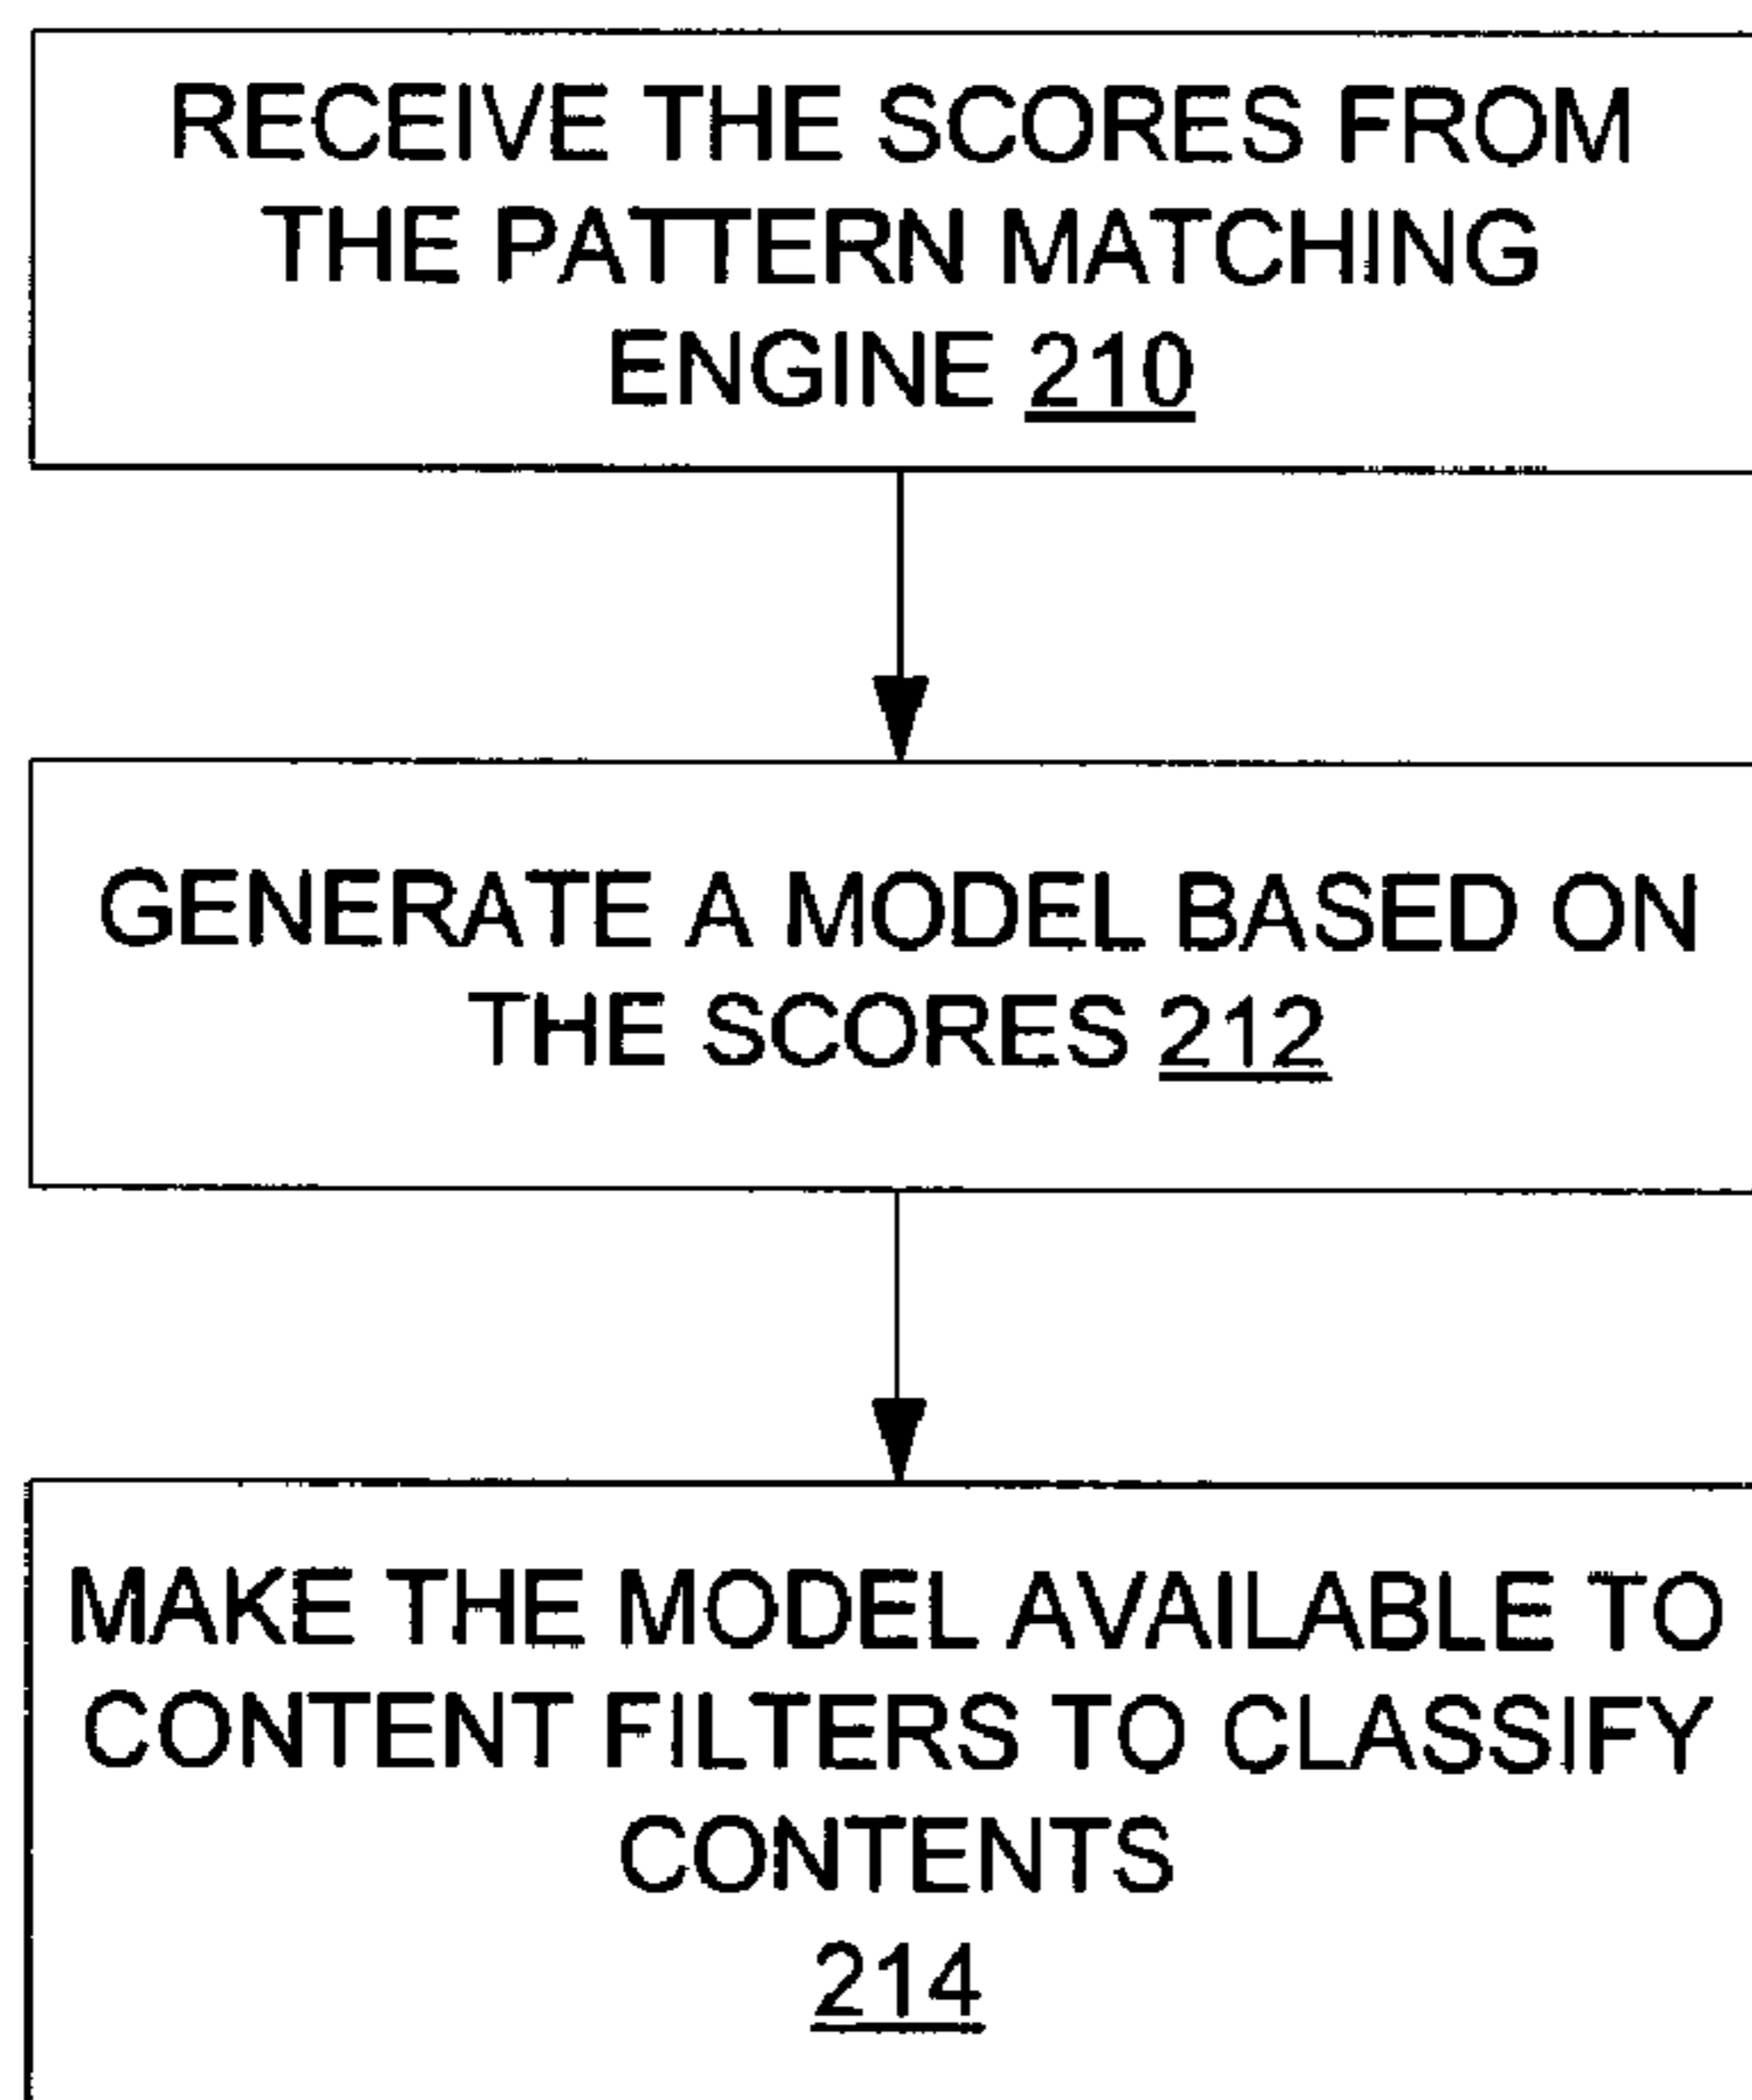 RECEIVE THE SCORES FROM
THE PATTERN MATCHING
ENGINE 210
GENERATE A MODEL BASED ON
THE SCORES 212
MAKE THE MODEL AVAILABLE TO
CONTENT FILTERS TO CLASSIFY
CONTENTS
214